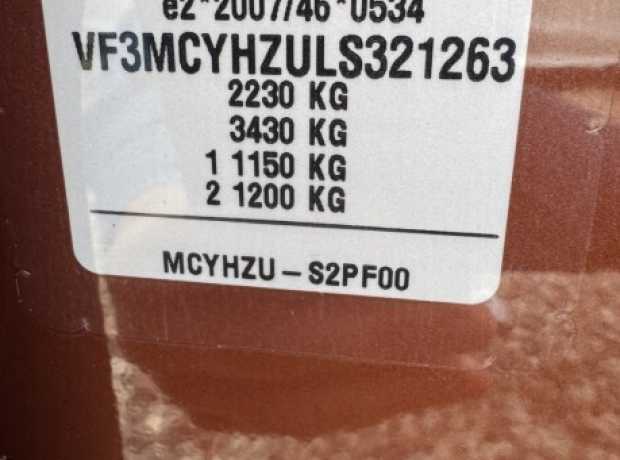 e2*2007/46*0534
VF3MCYHZULS321263
2230 KG
3430 KG
1 1150 KG
2 1200 KG
MCYHZU-S2PF00